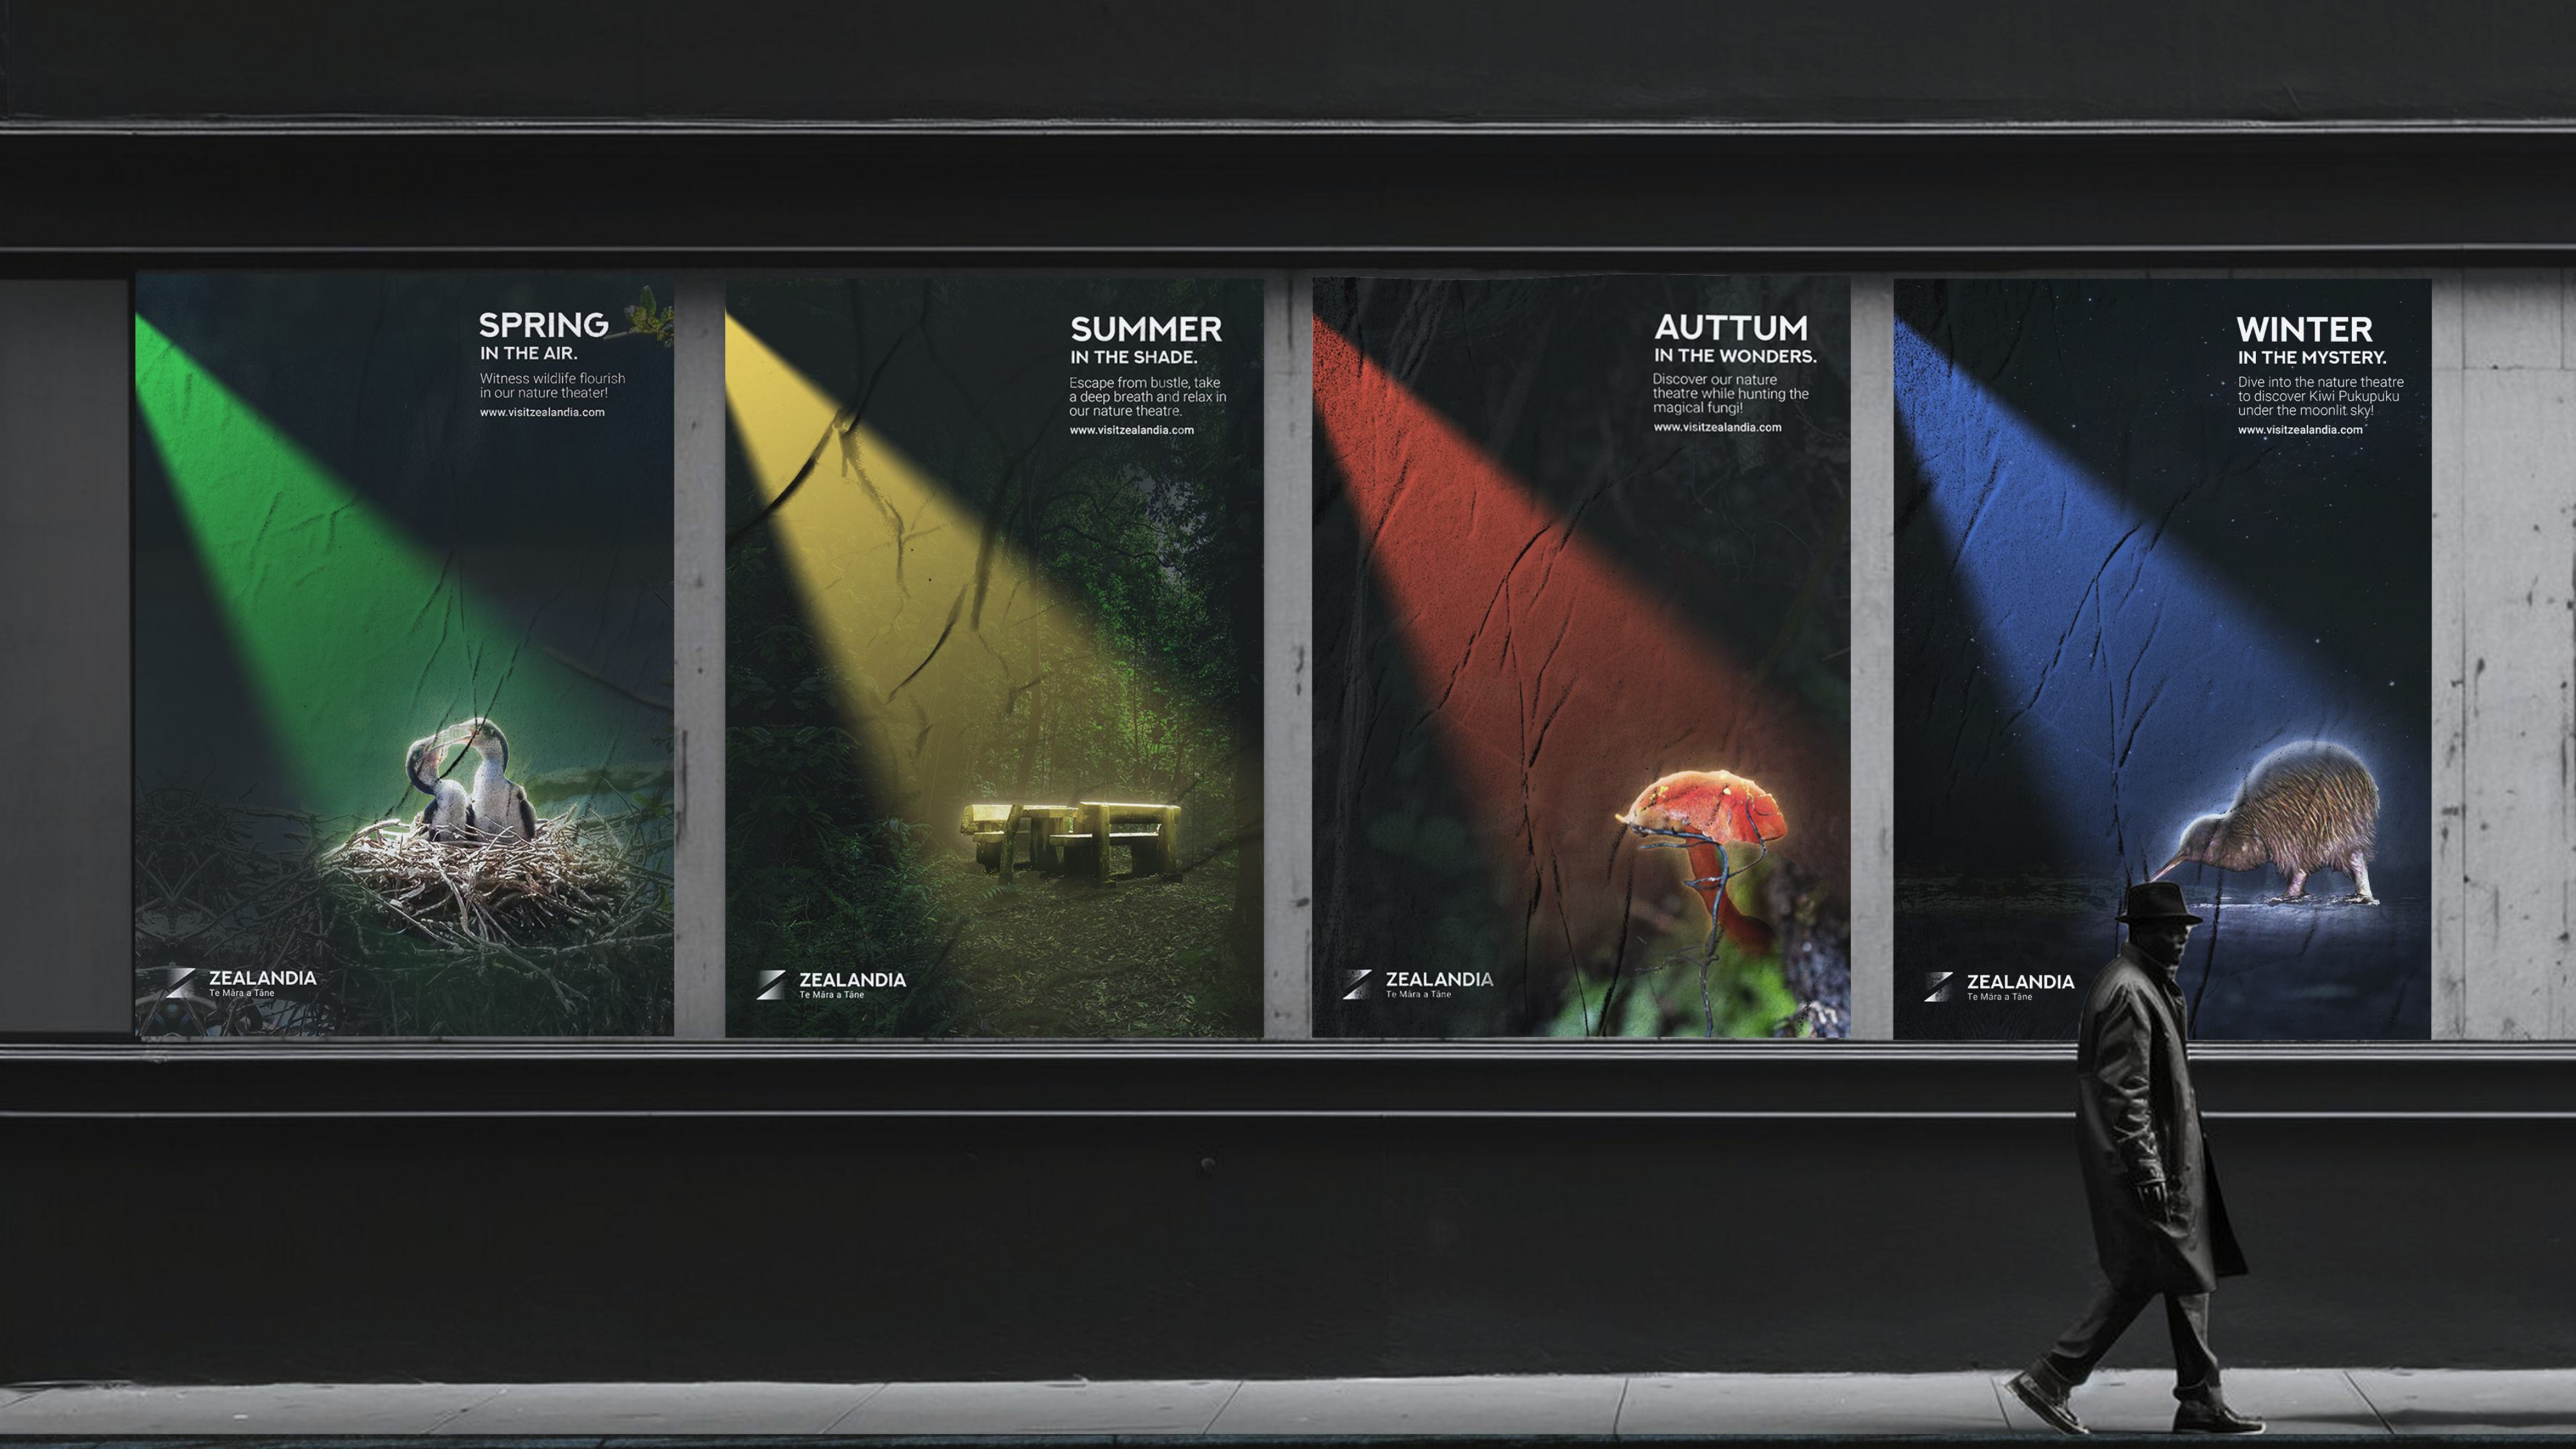 SPRING
IN THE AIR.
Witness wildlife flourish
in our nature theater!
www.visitzealandia.com
ZEALANDIA
Te Māra a Tāne
SUMMER
IN THE SHADE.
Escape from bustle, take
a deep breath and relax in
our nature theatre.
www.visitzealandia.com
ZEALANDIA
Te Māra a Tāne
AUTTUM
IN THE WONDERS.
Discover our nature
theatre while hunting the
magical fungi!
www.visitzealandia.com
ZEALANDIA
Te Māra a Tāne
WINTER
IN THE MYSTERY.
Dive into the nature theatre
to discover Kiwi Pukupuku
under the moonlit sky!
www.visitzealandia.com
ZEALANDIA
Te Māra a Tāne